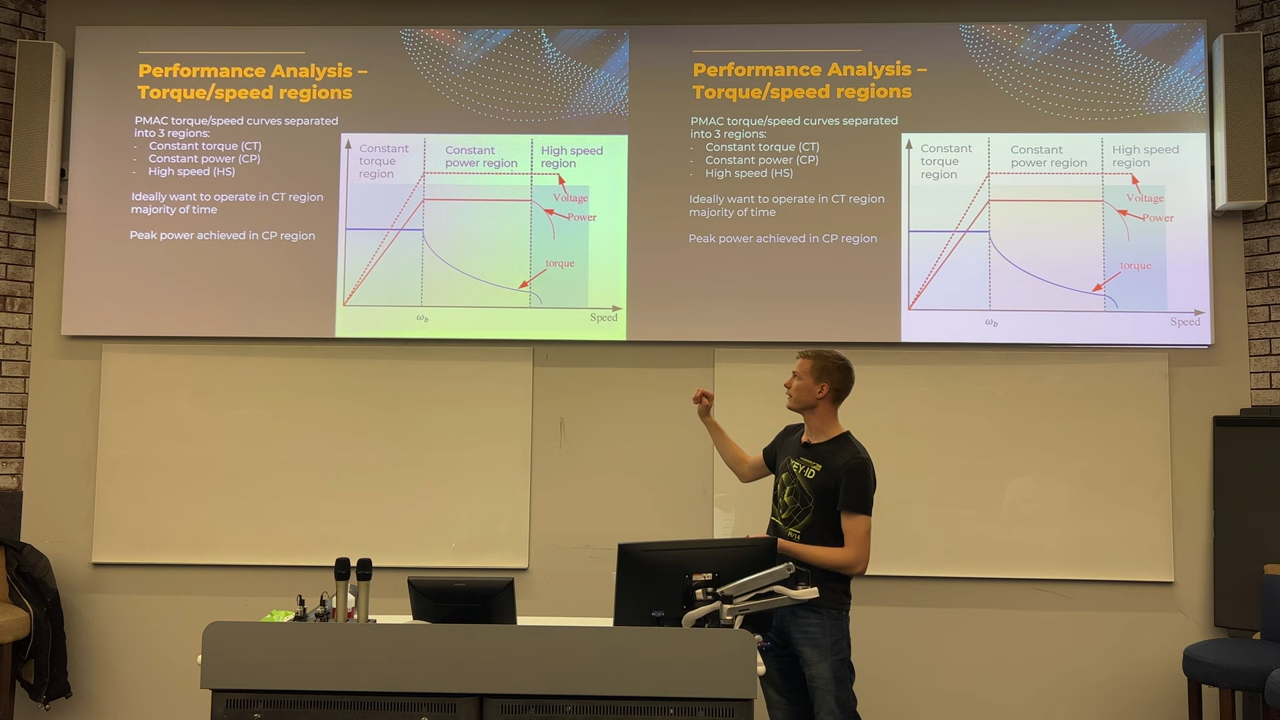 Performance Analysis –
Torque/speed regions
PMAC torque/speed curves separated
into 3 regions:
- Constant torque (CT)
- Constant power (CP)
- High speed (HS)
Ideally want to operate in CT region
majority of time
Peak power achieved in CP region
Constant
torque
region
Constant
power region
High speed
region
Voltage
Power
torque
ω_b
Speed
Performance Analysis –
Torque/speed regions
PMAC torque/speed curves separated
into 3 regions:
- Constant torque (CT)
- Constant power (CP)
- High speed (HS)
Ideally want to operate in CT region
majority of time
Peak power achieved in CP region
Constant
torque
region
Constant
power region
High speed
region
Voltage
Power
torque
ω_b
Speed